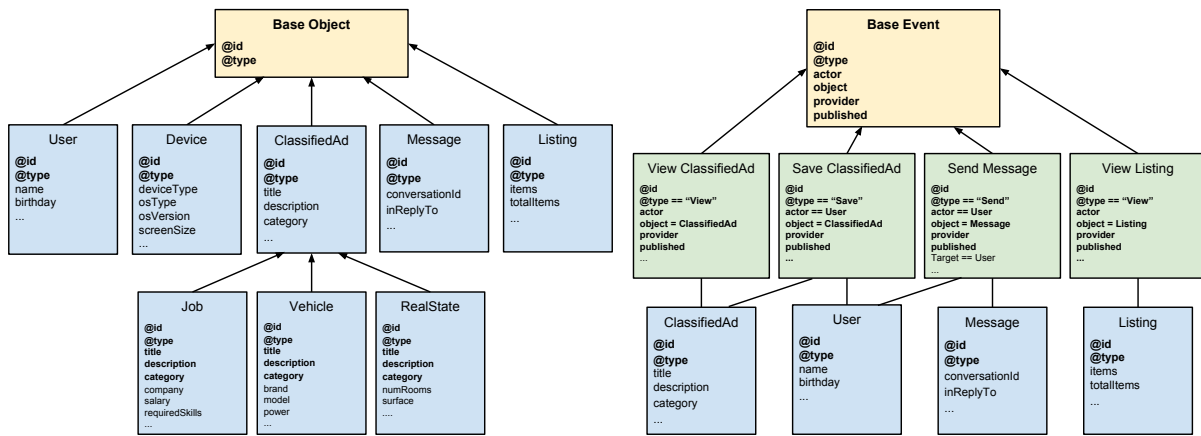 Base Object
@id
@type
User
@id
@type
name
birthday
...
Device
@id
@type
deviceType
osType
osVersion
screenSize
...
ClassifiedAd
@id
@type
title
description
category
...
Message
@id
@type
conversationId
inReplyTo
...
Listing
@id
@type
items
totalItems
...
Job
@id
@type
title
description
category
company
salary
requiredSkills
...
Vehicle
@id
@type
title
description
category
brand
model
power
...
RealState
@id
@type
title
description
category
numRooms
surface
....
Base Event
@id
@type
actor
object
provider
published
View ClassifiedAd
@id
@type == “View”
actor
object = ClassifiedAd
provider
published
...
Save ClassifiedAd
@id
@type == “Save”
actor == User
object = ClassifiedAd
provider
published
...
Send Message
@id
@type == “Send”
actor == User
object = Message
provider
published
Target == User
...
View Listing
@id
@type == “View”
actor
object = Listing
provider
published
...
ClassifiedAd
@id
@type
title
description
category
...
User
@id
@type
name
birthday
...
Message
@id
@type
conversationId
inReplyTo
...
Listing
@id
@type
items
totalItems
...